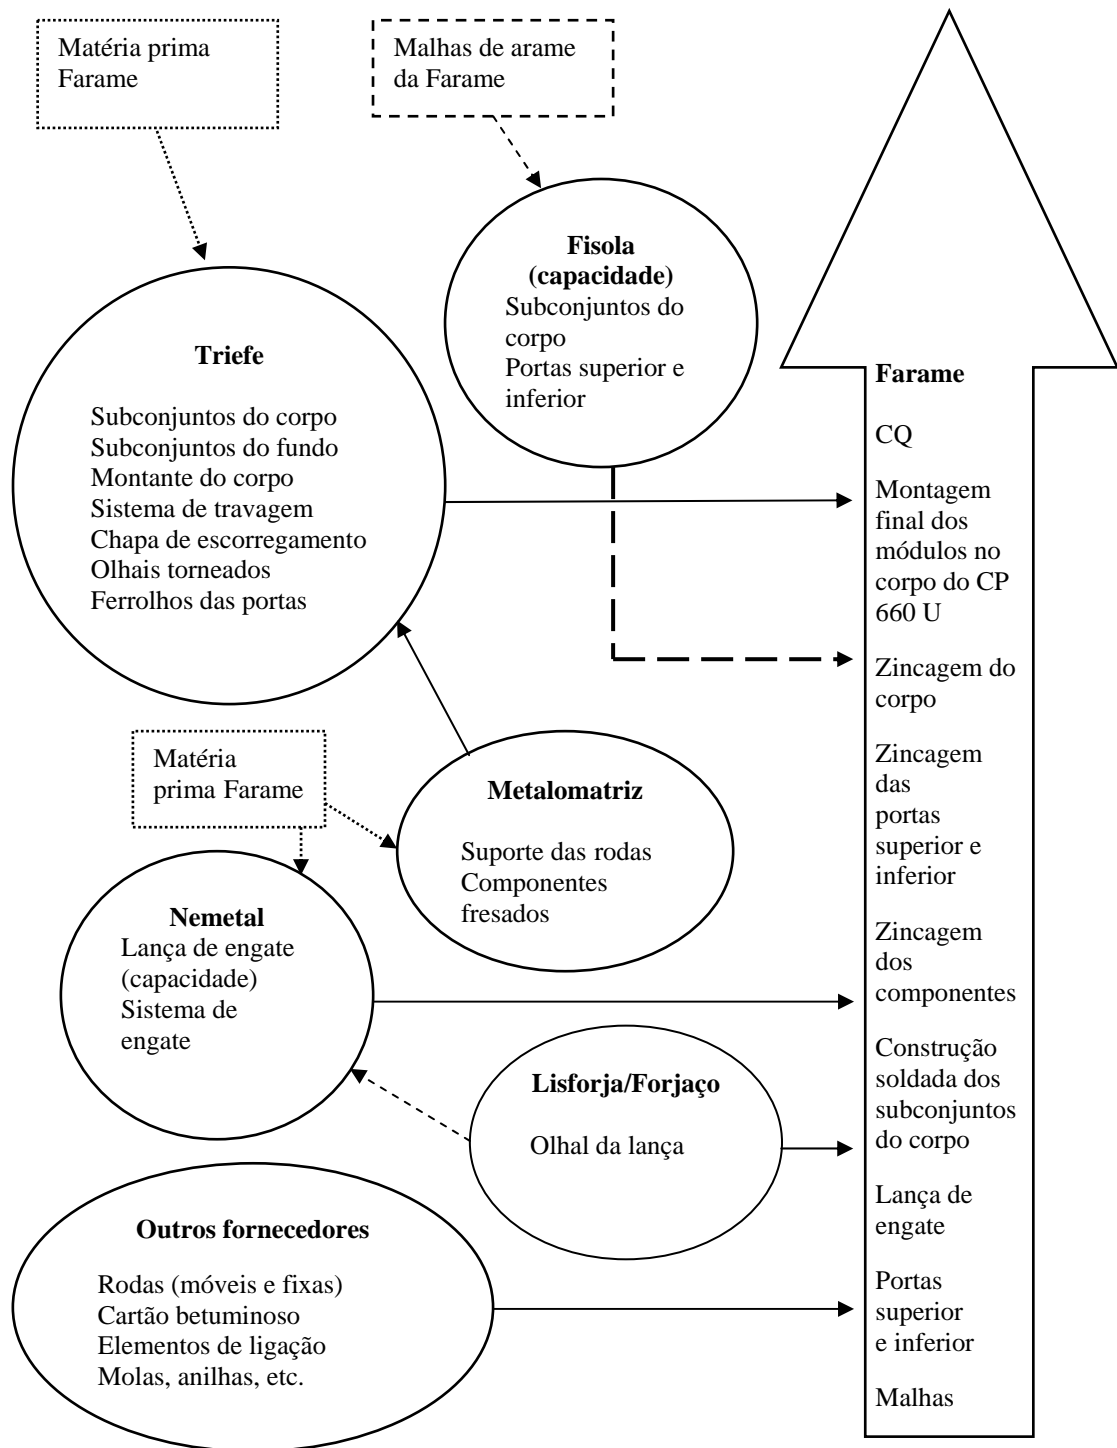 Matéria prima
Farame
Malhas de arame
da Farame
Fisola
(capacidade)
Subconjuntos do
corpo
Portas superior e
inferior
Triefe
Subconjuntos do corpo
Subconjuntos do fundo
Montante do corpo
Sistema de travagem
Chapa de escorregamento
Olhais torneados
Ferrolhos das portas
Matéria
prima Farame
Metalomatriz
Suporte das rodas
Componentes
fresados
Nemetal
Lança de engate
(capacidade)
Sistema de
engate
Lisforja/Forjaço
Olhal da lança
Outros fornecedores
Rodas (móveis e fixas)
Cartão betuminoso
Elementos de ligação
Molas, anilhas, etc.
Farame
CQ
Montagem
final dos
módulos no
corpo do CP
660 U
Zincagem do
corpo
Zincagem
das
portas
superior e
inferior
Zincagem
dos
componentes
Construção
soldada dos
subconjuntos
do corpo
Lança de
engate
Portas
superior
e inferior
Malhas